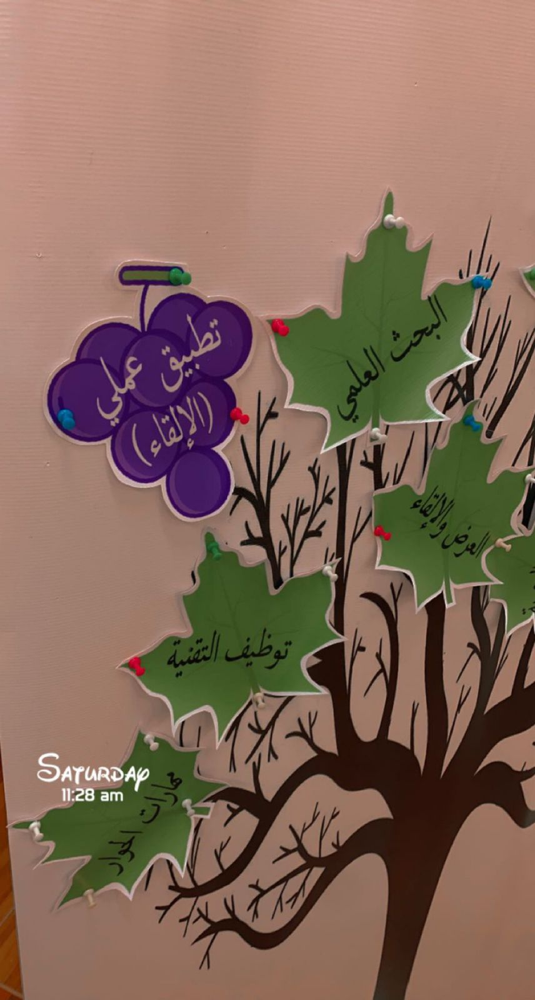 تطبيق عملي
(الإلقاء)
البحث العلمي
العرض والإلقاء
توظيف التقنية
مهارات الحوار
Saturday
11:28 am